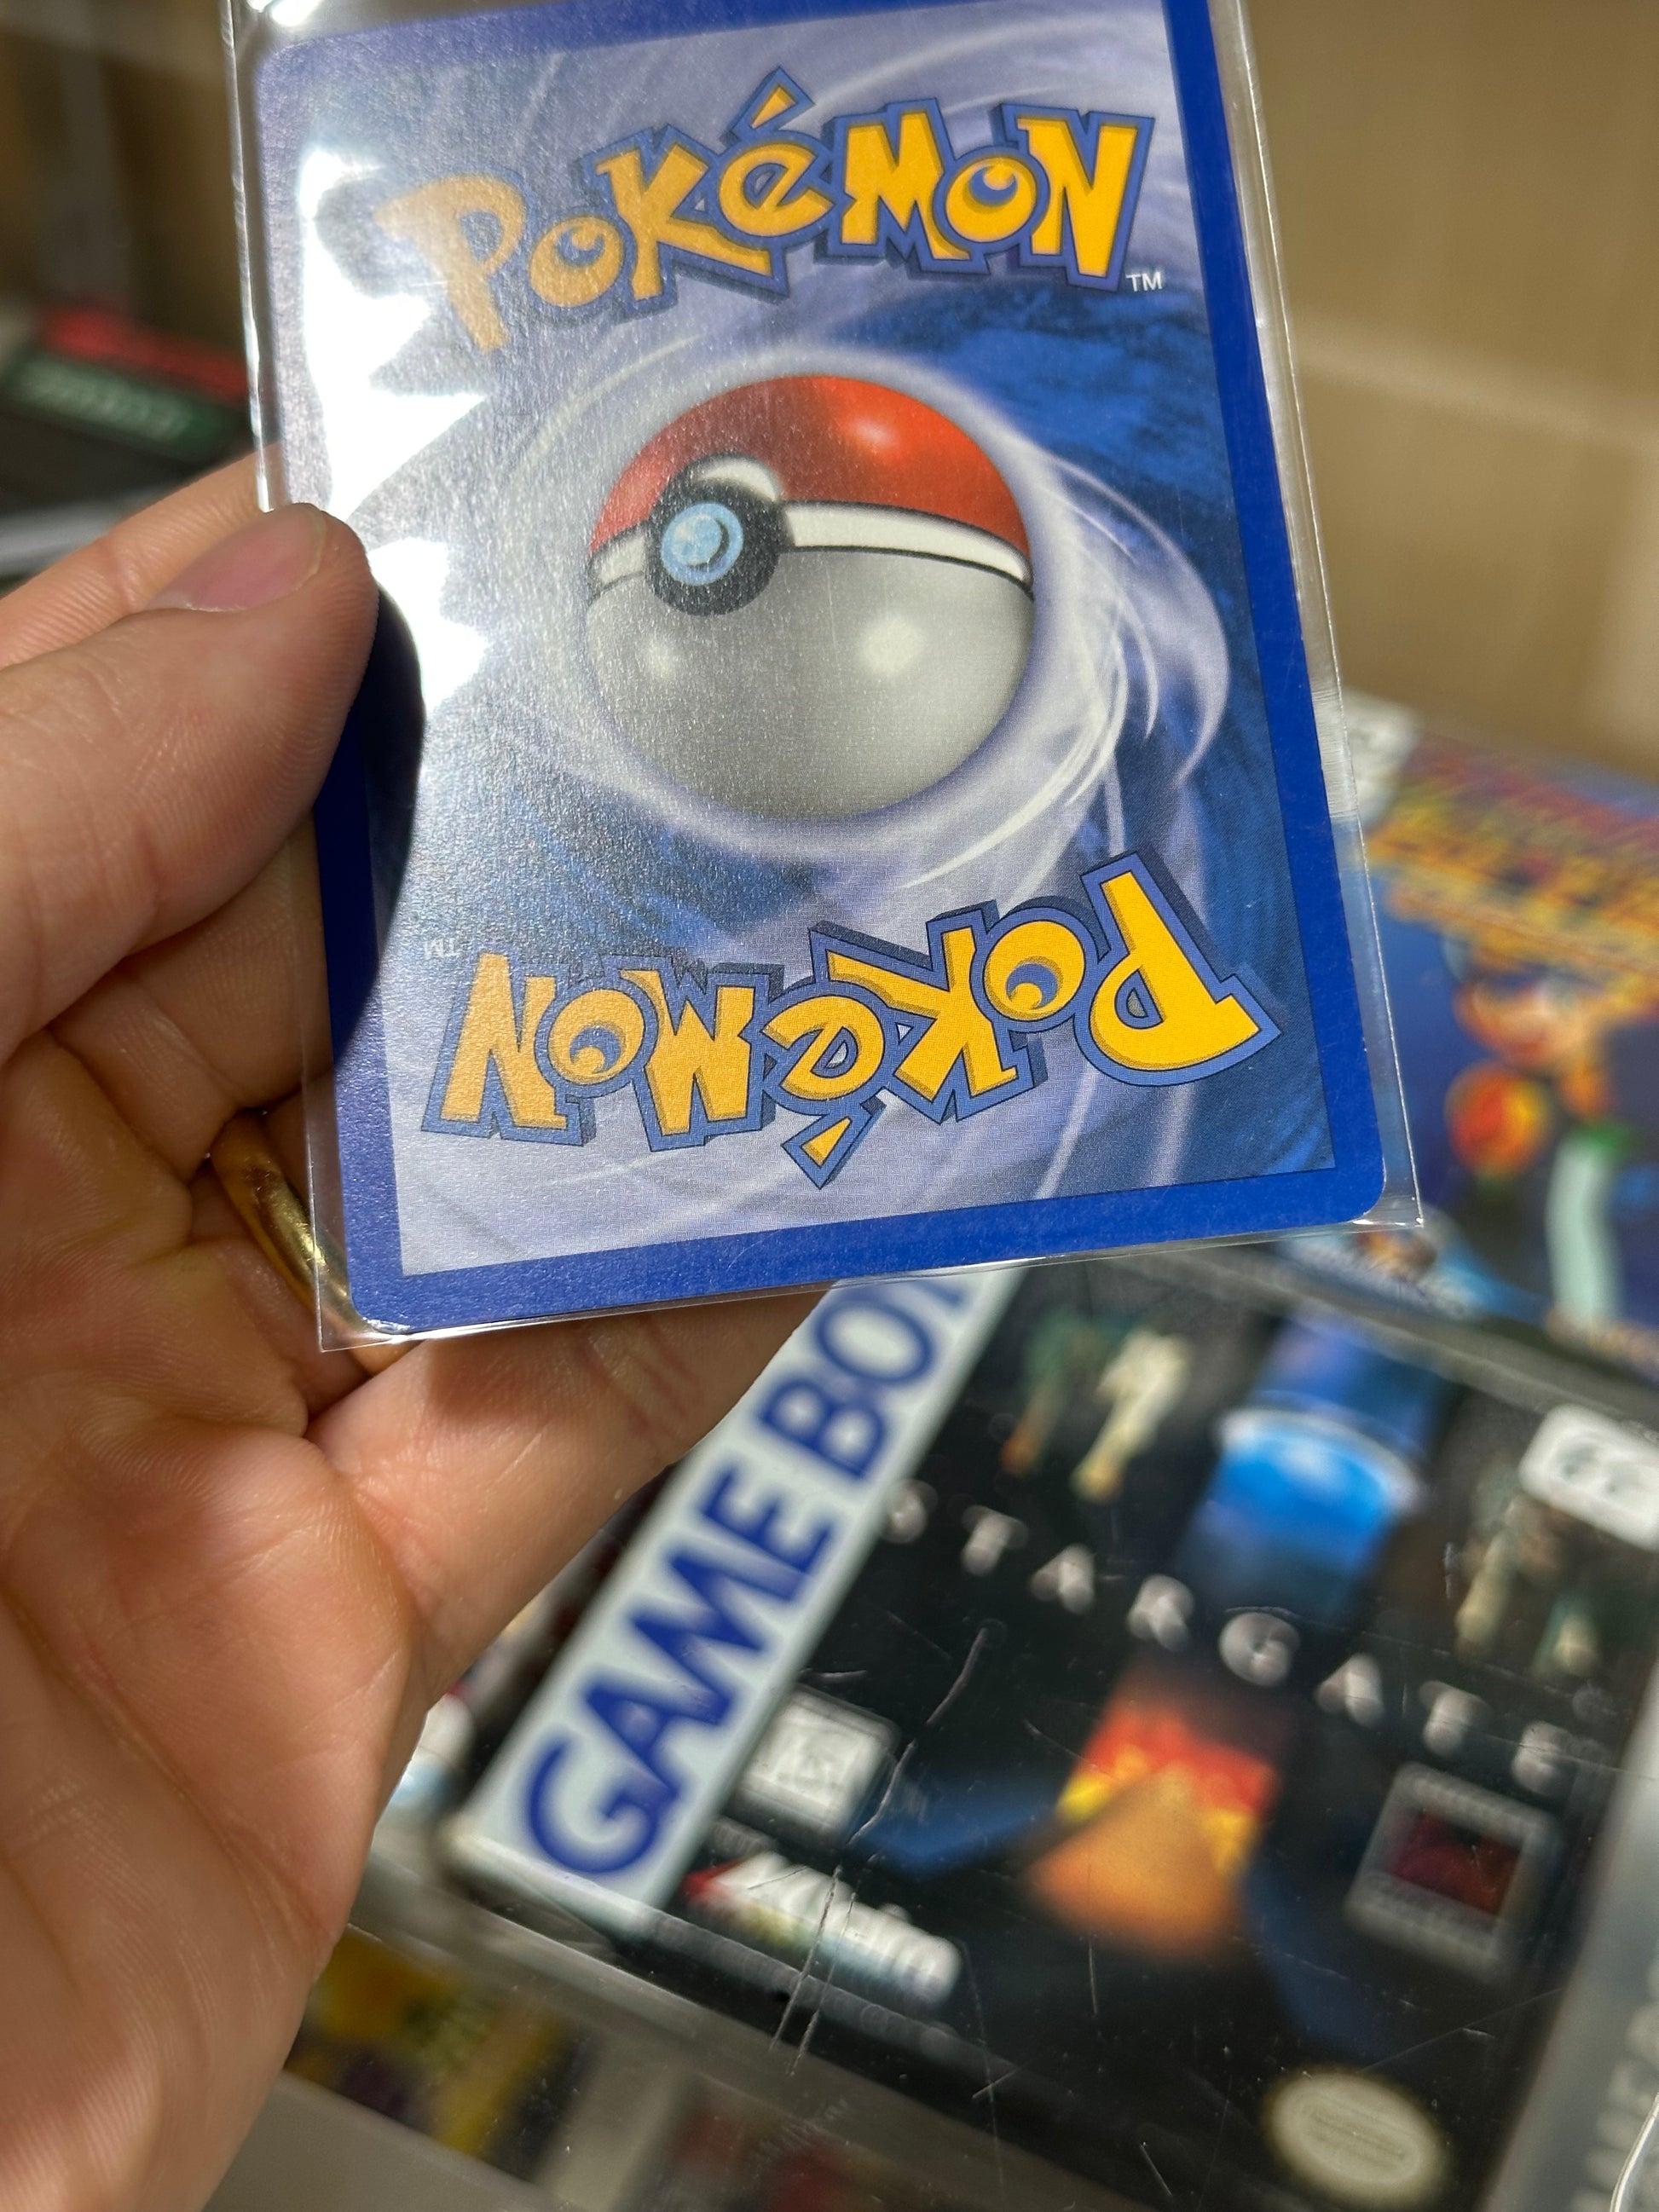 POKéMON
TM
POKéMON
TM
GAME BOY
STARGATE